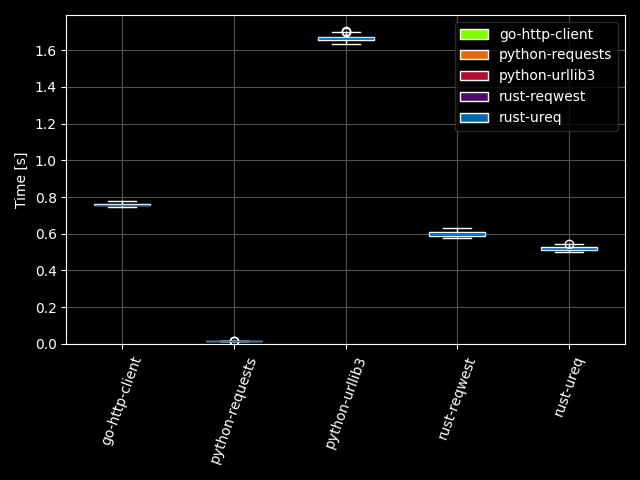 go-http-client
python-requests
python-urllib3
rust-reqwest
rust-ureq
Time [s]
1.6
1.4
1.2
1.0
0.8
0.6
0.4
0.2
0.0
go-http-client
python-requests
python-urllib3
rust-reqwest
rust-ureq